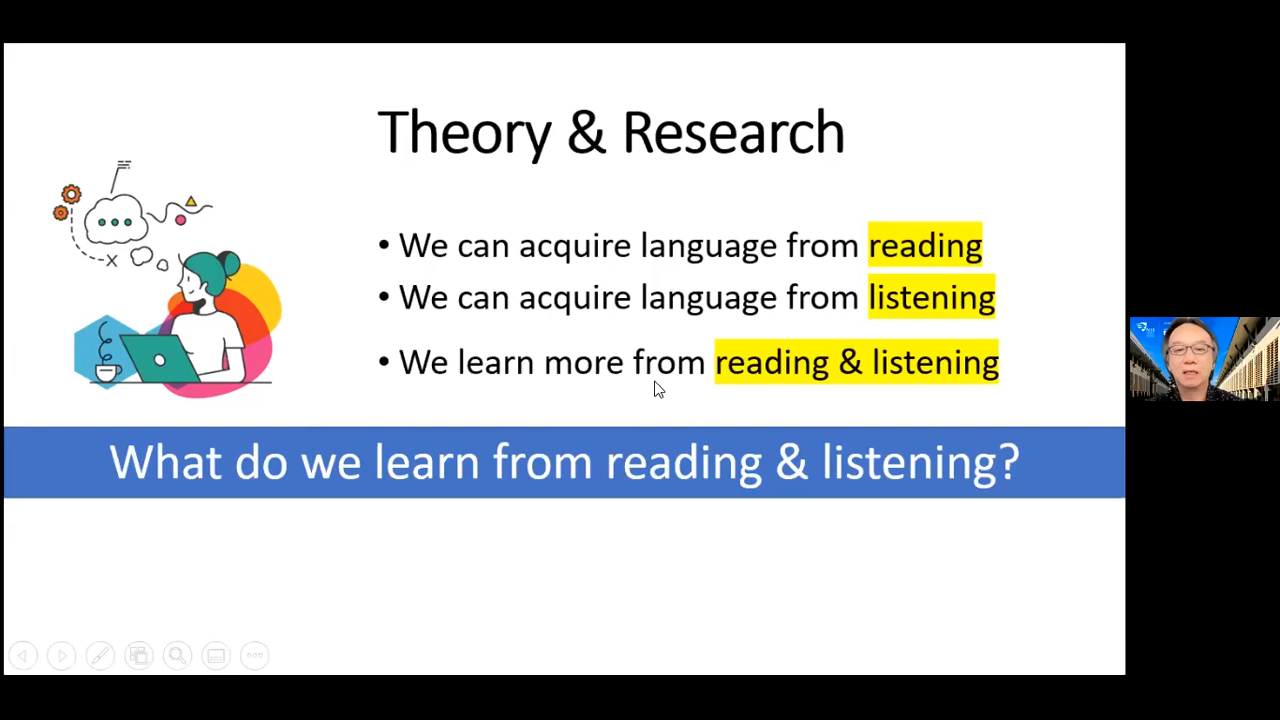 Theory & Research
• We can acquire language from reading
• We can acquire language from listening
• We learn more from reading & listening
What do we learn from reading & listening?